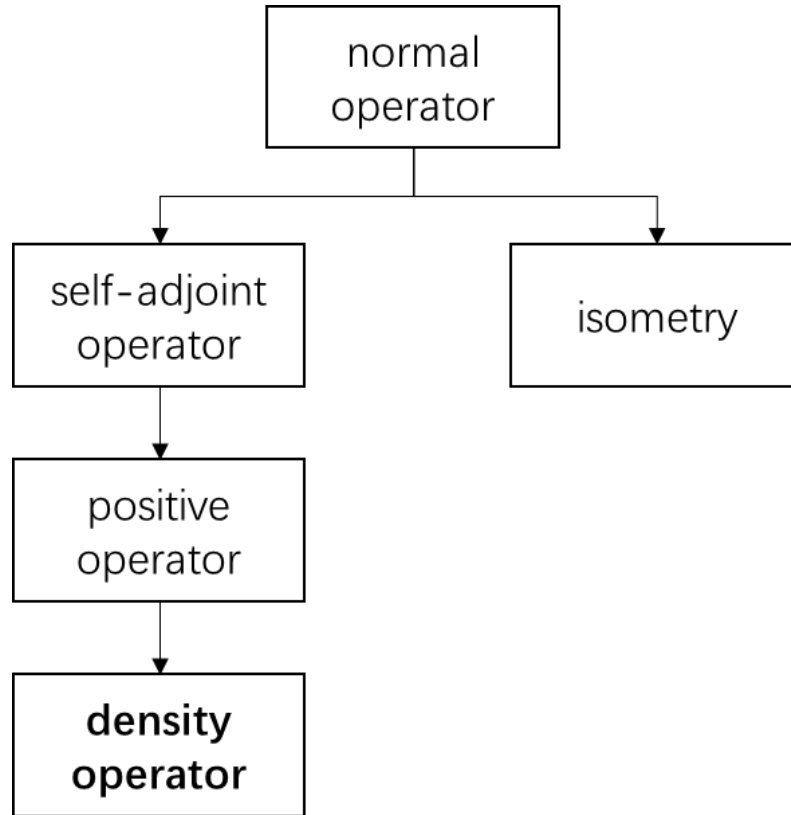 normal
operator
self-adjoint
operator
isometry
positive
operator
density
operator